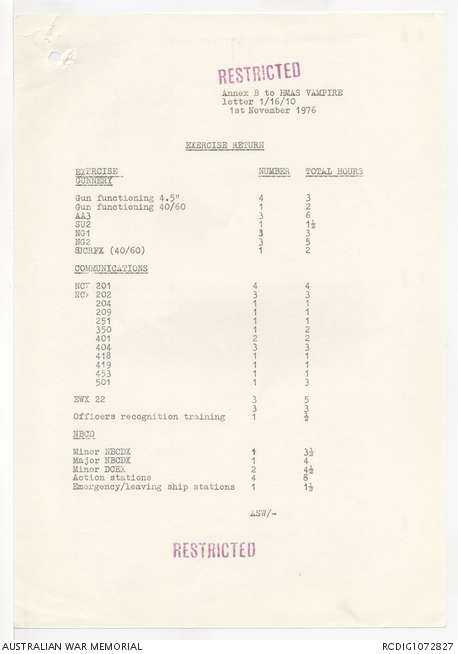 RESTRICTED
Annex B to HMAS VAMPIRE
letter 1/16/10
1st November 1976
EXERCISE RETURN
EXERCISE NUMBER TOTAL HOURS
GUNNERY
Gun functioning 4.5" 4 3
Gun functioning 40/60 1 2
AA3 3 6
SU2 1 1½
NG1 3 3
NG2 3 5
(40/60) 1 2
COMMUNICATIONS
201 4 4
202 3 3
204 1 1
209 1 1
251 1 1
350 1 2
401 2 2
404 3 3
418 1 1
419 1 1
453 1 1
501 1 3
EWX 22 3 5
3 3
Officers recognition training 1 ½
NBCD
Minor NBCDX 1 3½
Major NBCDX 1 4
Minor DCEX 2 4½
Action stations 4 8
Emergency/leaving ship stations 1 1½
ASW/-
RESTRICTED
AUSTRALIAN WAR MEMORIAL
RCDIG1072827